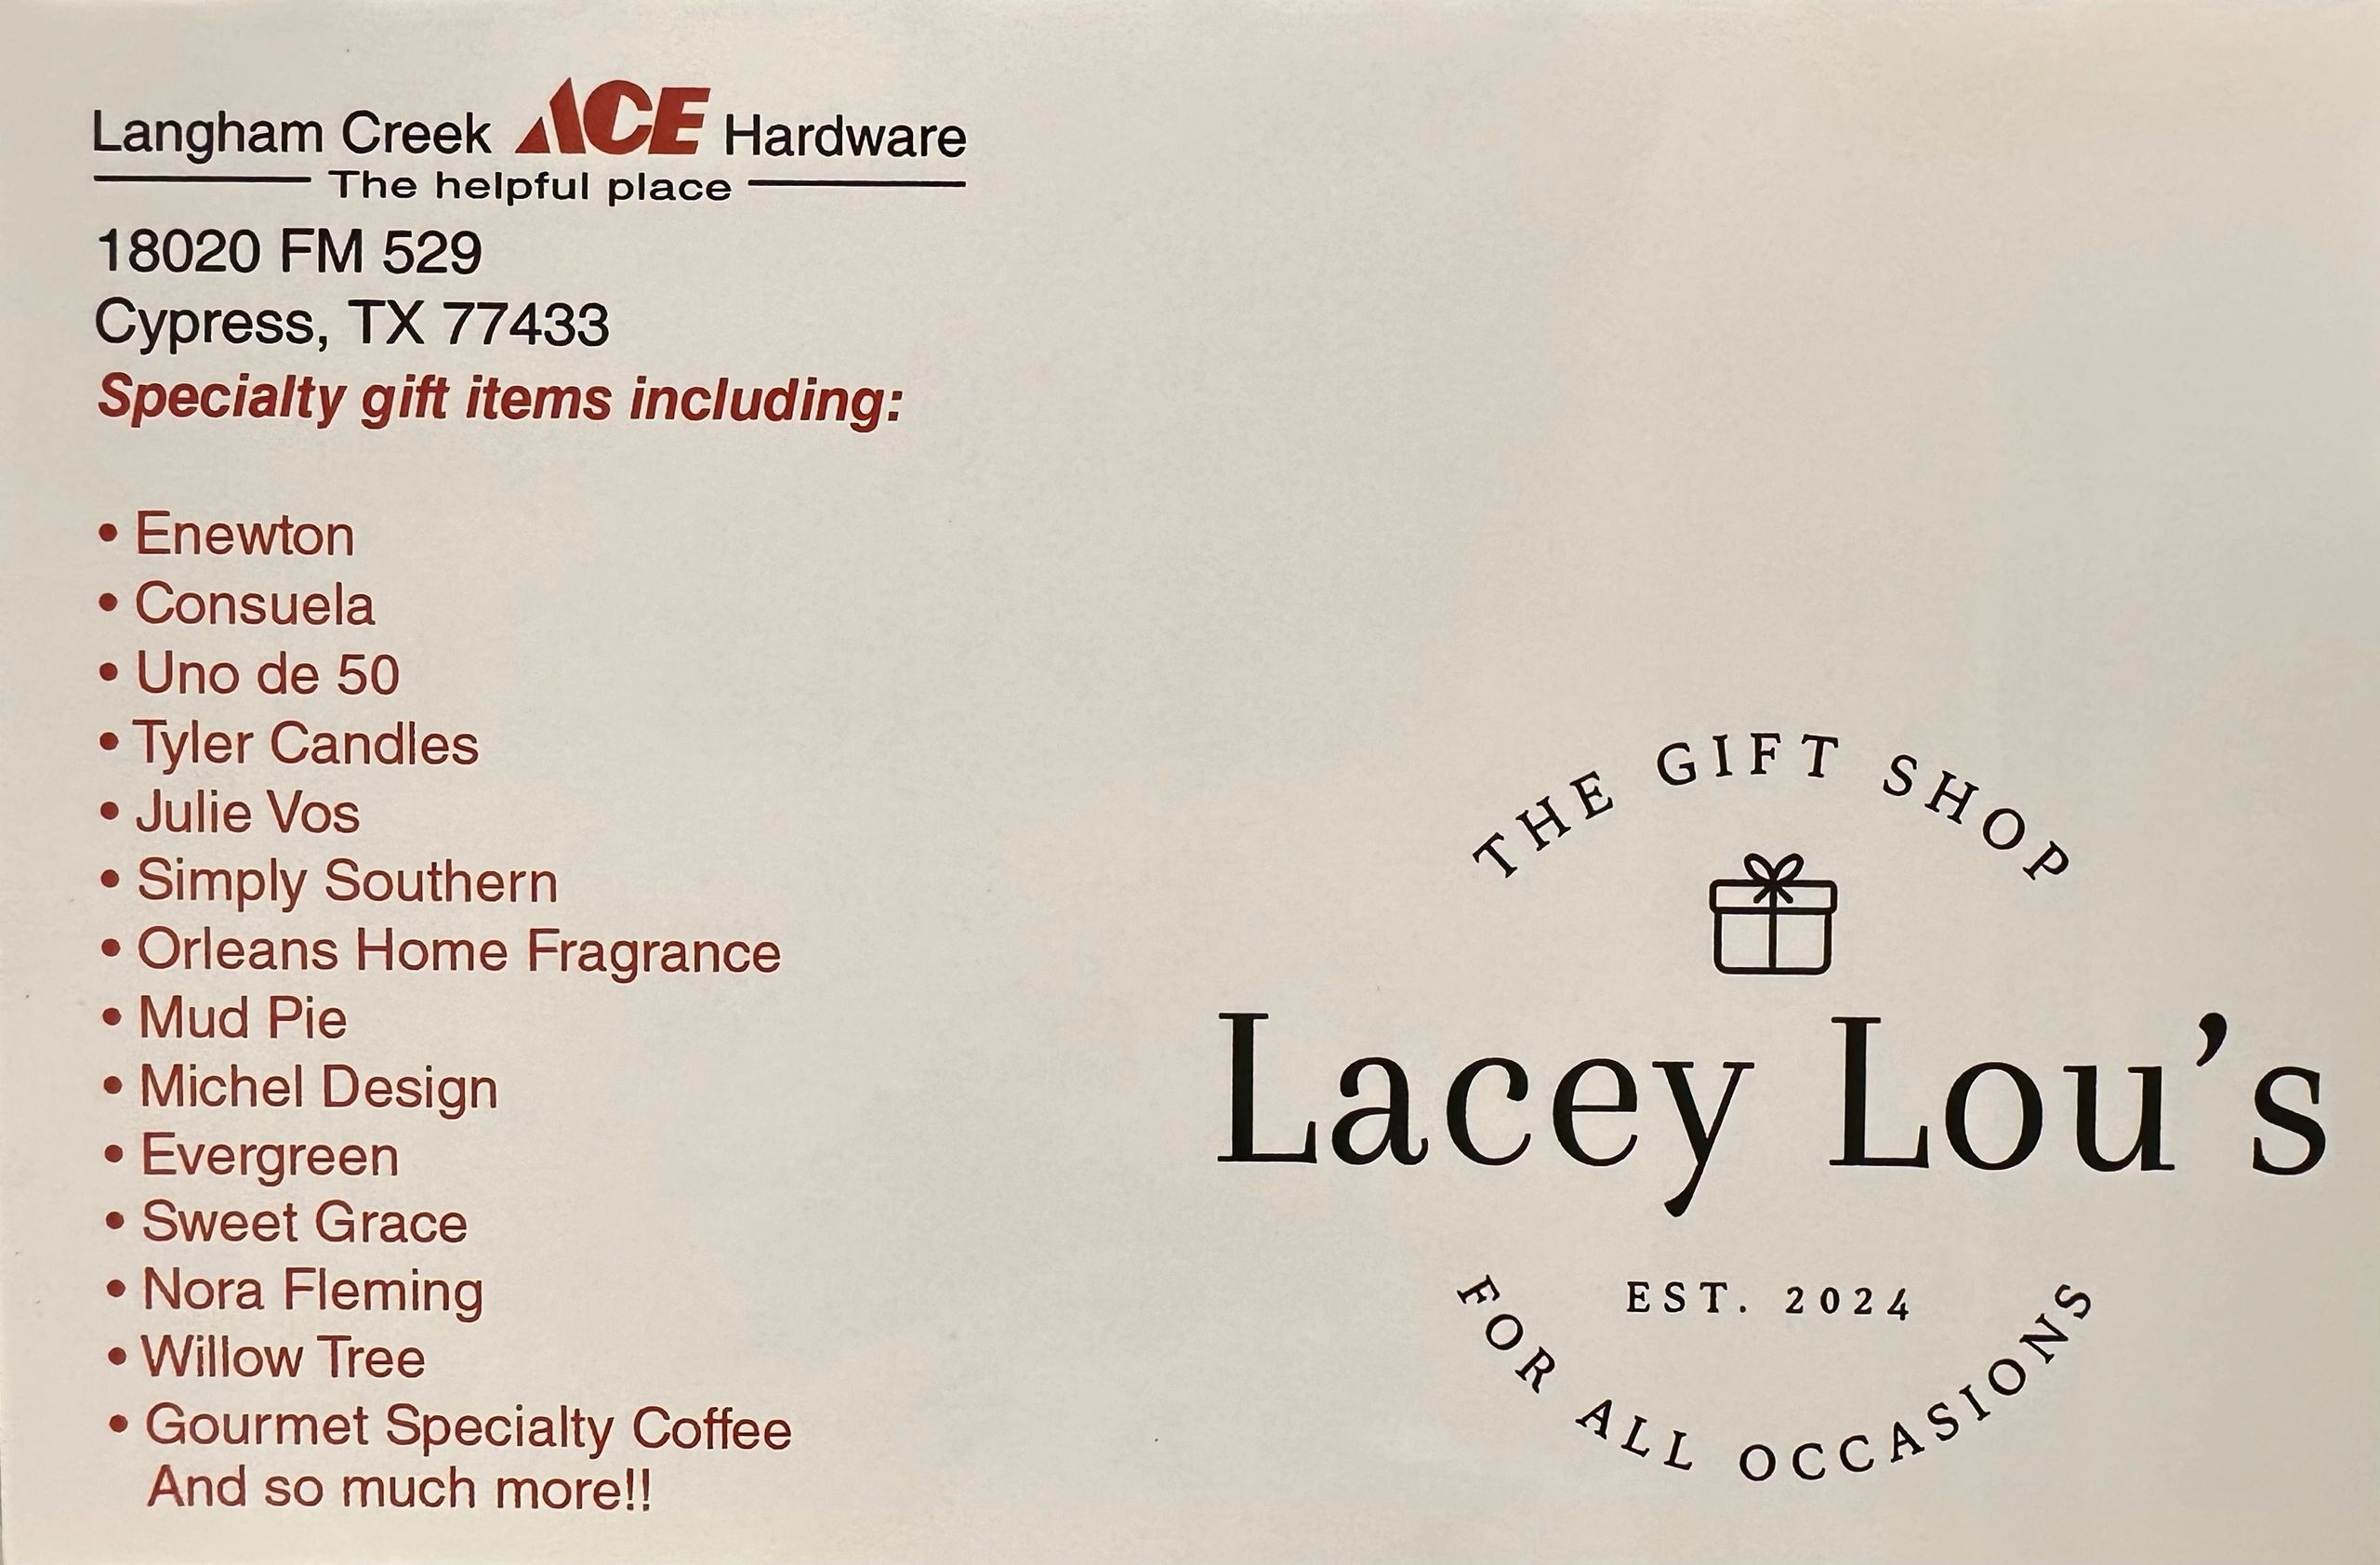 Langham Creek ACE Hardware
The helpful place
18020 FM 529
Cypress, TX 77433
Specialty gift items including:
• Enewton
• Consuela
• Uno de 50
• Tyler Candles
• Julie Vos
• Simply Southern
• Orleans Home Fragrance
• Mud Pie
• Michel Design
• Evergreen
• Sweet Grace
• Nora Fleming
• Willow Tree
• Gourmet Specialty Coffee
And so much more!!
THE GIFT SHOP
Lacey Lou’s
EST. 2024
FOR ALL OCCASIONS